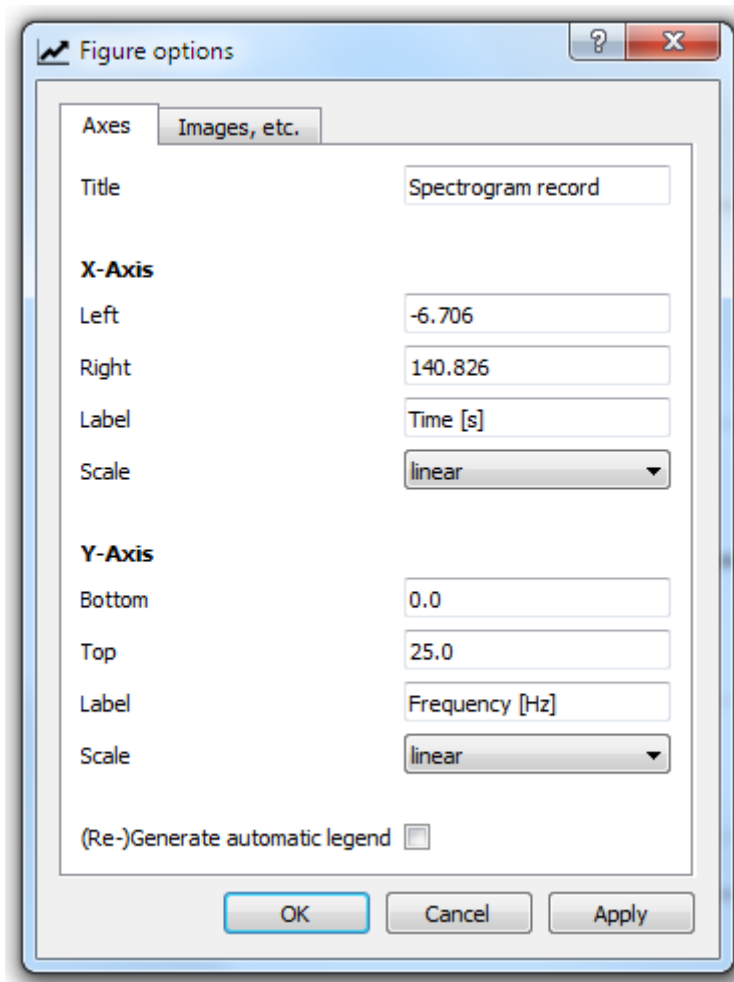 Figure options
Axes Images, etc.
Title Spectrogram record
X-Axis
Left -6.706
Right 140.826
Label Time [s]
Scale linear
Y-Axis
Bottom 0.0
Top 25.0
Label Frequency [Hz]
Scale linear
(Re-)Generate automatic legend
OK Cancel Apply